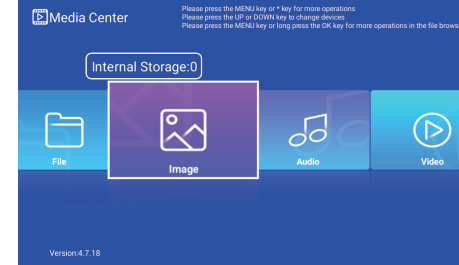 Media Center
Please press the MENU key or * key for more operations
Please press the UP or DOWN key to change devices
Please press the MENU key or long press the OK key for more operations in the file brows
Internal Storage:0
File
Image
Audio
Video
Version:4.7.18